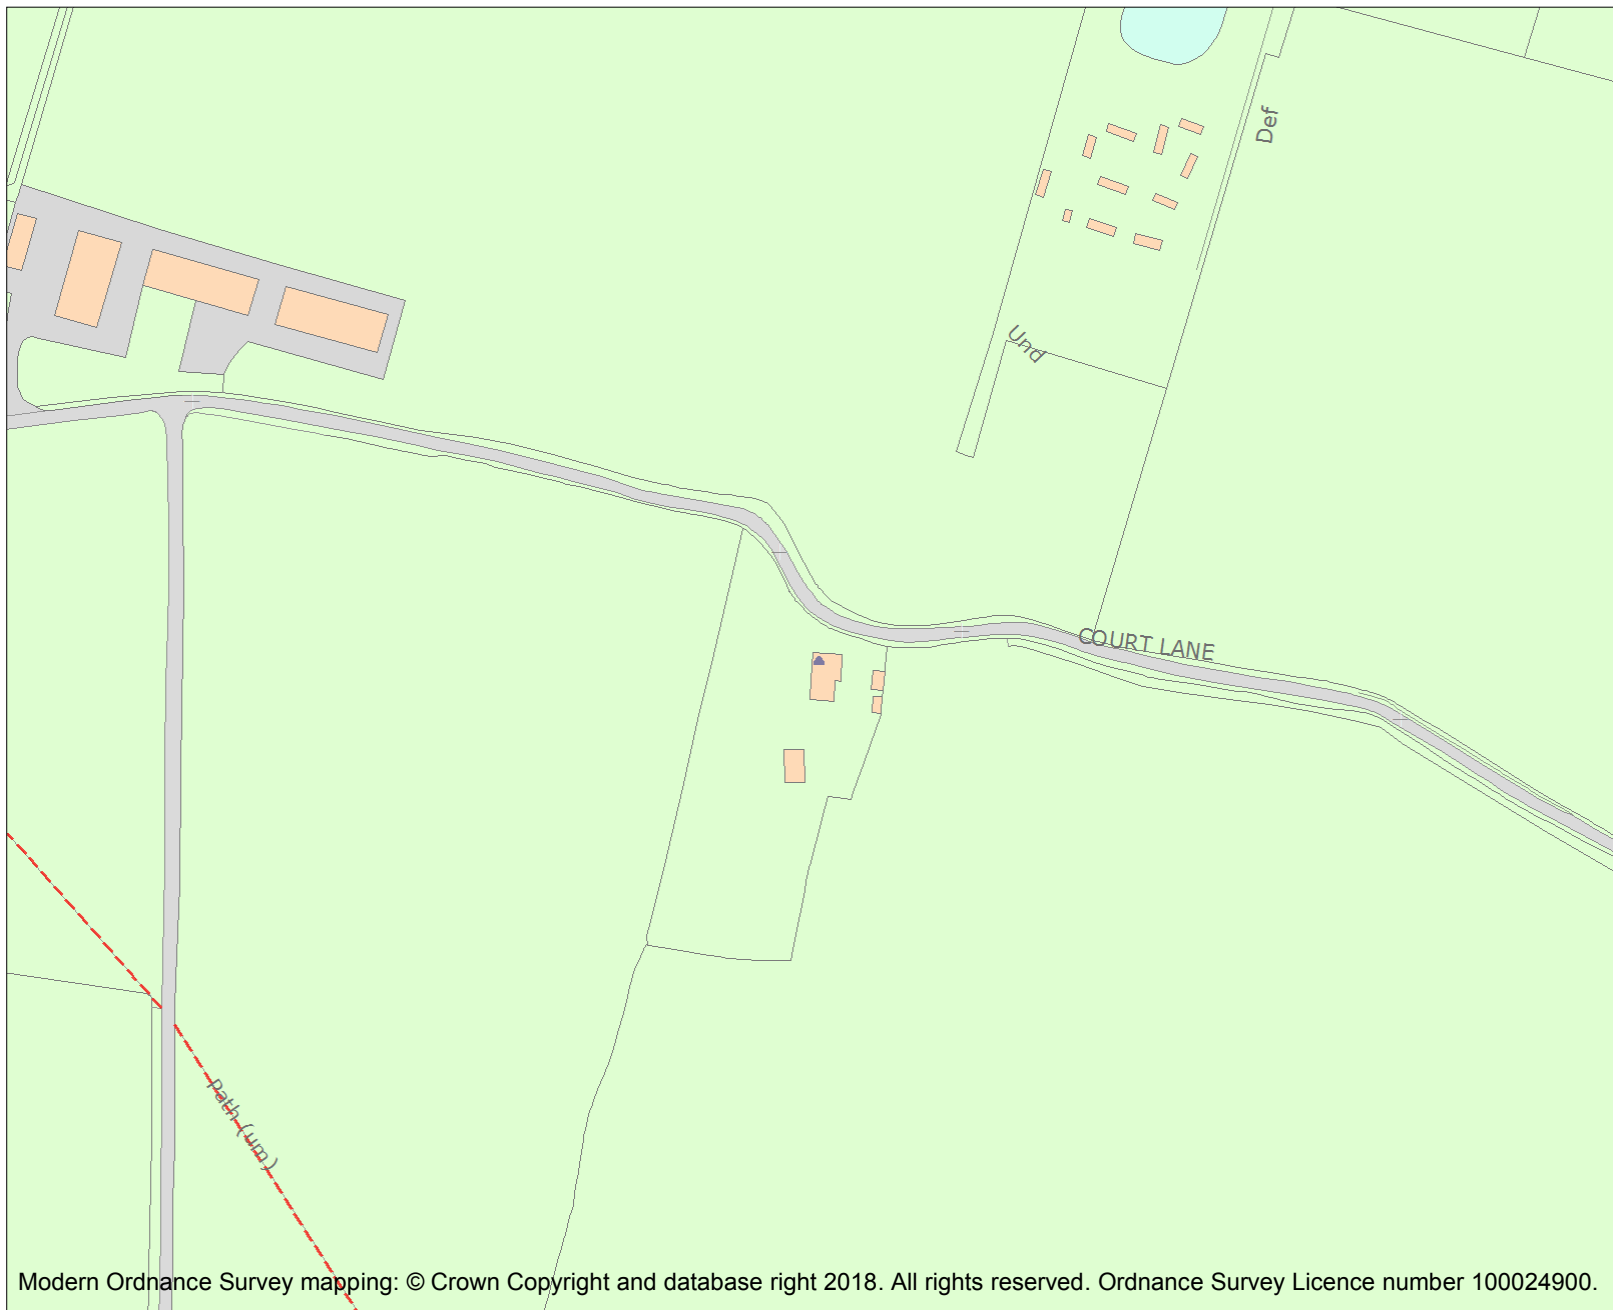 Def
Und
COURT LANE
Path (um)
Modern Ordnance Survey mapping: © Crown Copyright and database right 2018. All rights reserved. Ordnance Survey Licence number 100024900.